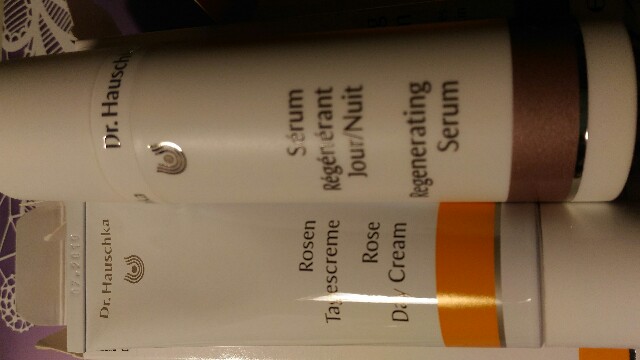 Dr. Hauschka
Sérum
Régénérant
Jour/Nuit
Regenerating
Serum
Dr. Hauschka
Rosen
Tagescreme
Rose
Day Cream